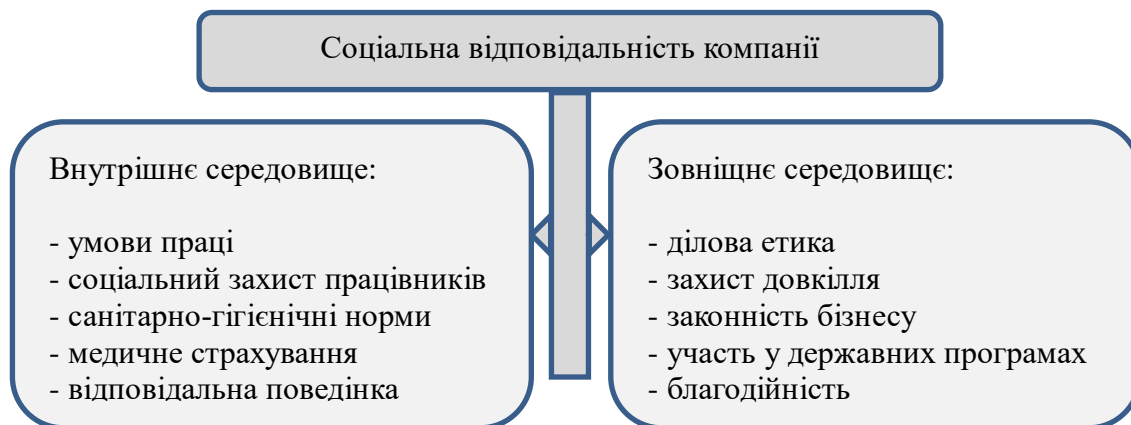 Соціальна відповідальність компанії
Внутрішнє середовище:
- умови праці
- соціальний захист працівників
- санітарно-гігієнічні норми
- медичне страхування
- відповідальна поведінка
Зовніщнє середовищє:
- ділова етика
- захист довкілля
- законність бізнесу
- участь у державних програмах
- благодійність